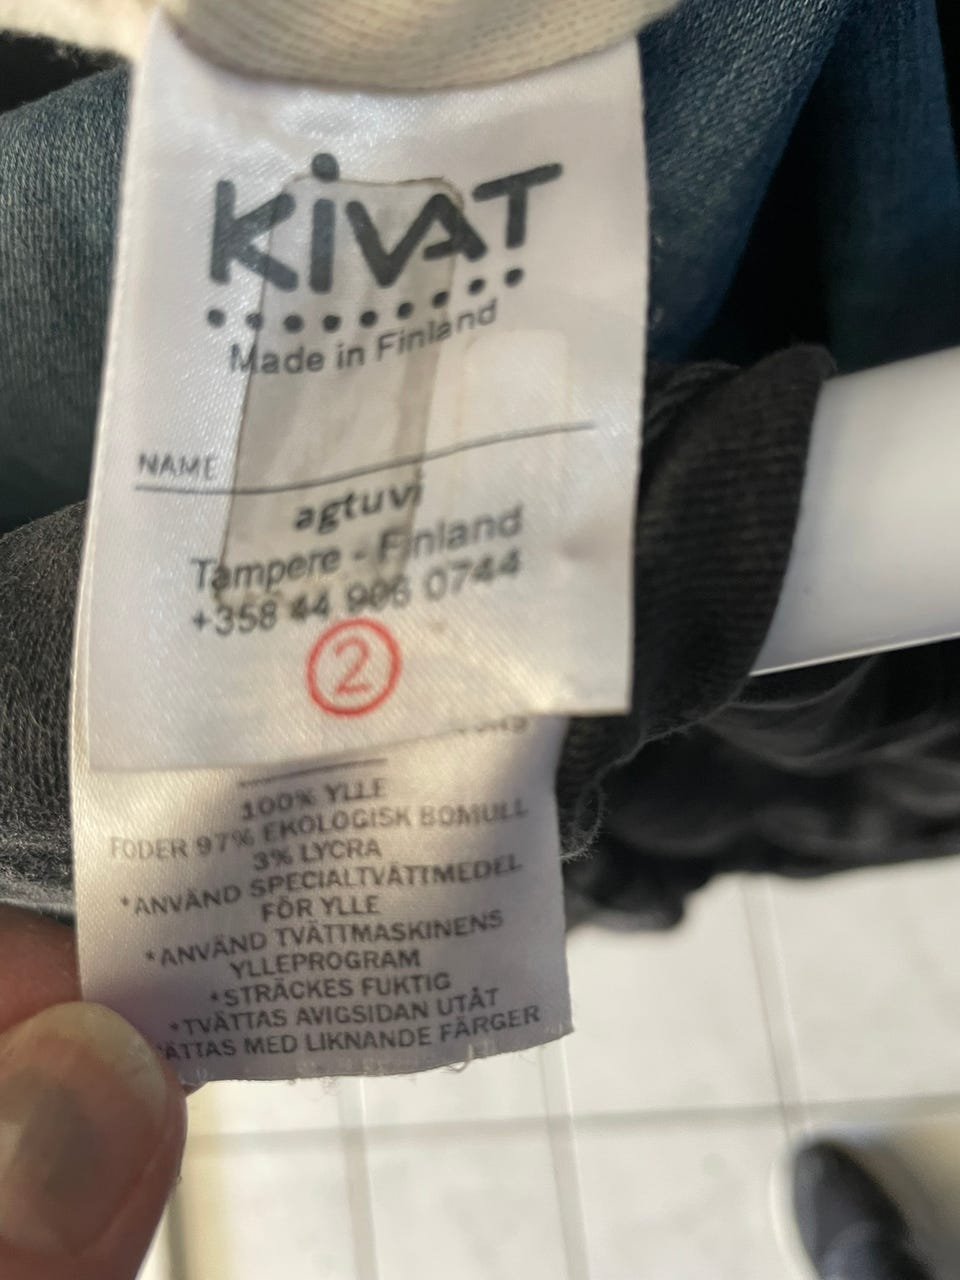 KIVAT
Made in Finland
NAME
agtuvi
Tampere - Finland
+358 44 906 0744
2
100% YLLE
FODER 97% EKOLOGISK BOMULL
3% LYCRA
*ANVÄND SPECIALTVÄTTMEDEL
FÖR YLLE
*ANVÄND TVÄTTMASKINENS
YLLEPROGRAM
*STRÄCKES FUKTIG
*TVÄTTAS AVIGSIDAN UTÅT
ÄTTAS MED LIKNANDE FÄRGER